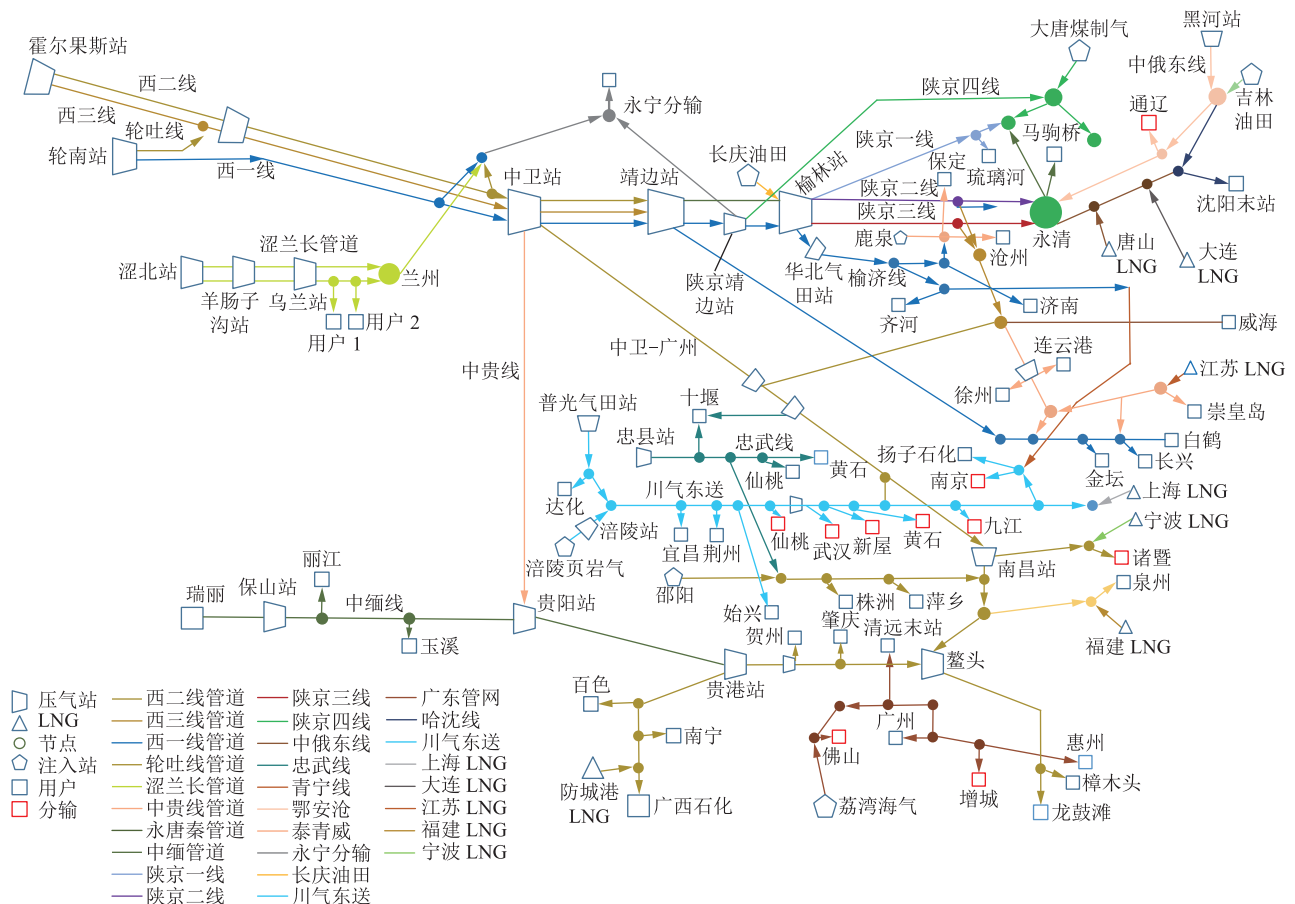 霍尔果斯站
西二线
西三线
轮吐线
轮南站
西一线
永宁分输
大唐煤制气
黑河站
中俄东线
陕京四线
通辽
吉林
油田
马驹桥
陕京一线
长庆油田
榆林站
保定
琉璃河
中卫站
靖边站
陕京二线
陕京三线
沈阳末站
永清
鹿泉
沧州
唐山
LNG
大连
LNG
涩兰长管道
涩北站
羊肠子
沟站
乌兰站
兰州
用户 1
用户 2
陕京靖
边站
华北气
田站
榆济线
齐河
济南
威海
中卫-广州
连云港
徐州
江苏 LNG
崇皇岛
中贵线
普光气田站
十堰
忠县站
忠武线
仙桃
黄石
扬子石化
南京
白鹤
金坛
长兴
达化
川气东送
涪陵站
涪陵页岩气
宜昌
荆州
仙桃
武汉
新屋
黄石
九江
上海 LNG
宁波 LNG
诸暨
南昌站
泉州
福建 LNG
丽江
瑞丽
保山站
中缅线
玉溪
贵阳站
邵阳
始兴
株洲
萍乡
贺州
肇庆
清远末站
鳌头
贵港站
百色
南宁
防城港
LNG
广西石化
广州
佛山
荔湾海气
增城
惠州
樟木头
龙鼓滩
压气站
LNG
节点
注入站
用户
分输
西二线管道
西三线管道
西一线管道
轮吐线管道
涩兰长管道
中贵线管道
永唐秦管道
中缅管道
陕京一线
陕京二线
陕京三线
陕京四线
中俄东线
忠武线
青宁线
鄂安沧
泰青威
永宁分输
长庆油田
川气东送
广东管网
哈沈线
川气东送
上海 LNG
大连 LNG
江苏 LNG
福建 LNG
宁波 LNG